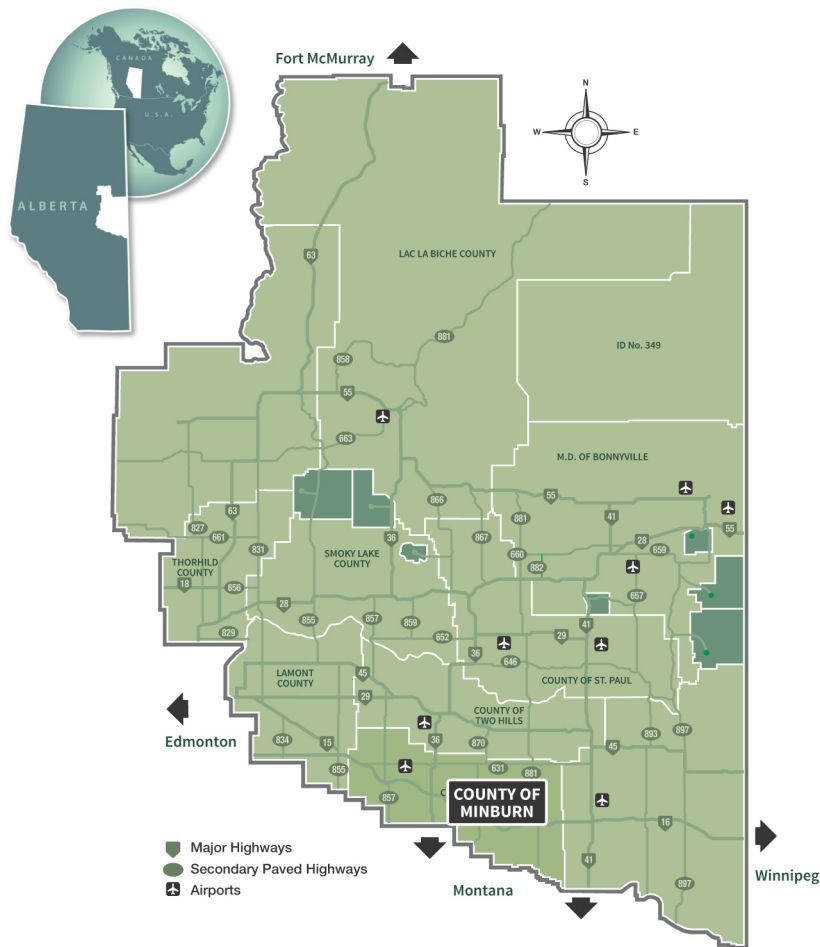 Fort McMurray
CANADA
U.S.A.
ALBERTA
N
W
E
S
LAC LA BICHE COUNTY
63
881
ID No. 349
858
55
663
M.D. OF BONNYVILLE
866
55
881
41
63
827
661
831
36
867
28
659
55
THORHILD
COUNTY
SMOKY LAKE
COUNTY
660
882
18
656
28
855
857
859
657
829
652
41
29
36
646
LAMONT
COUNTY
45
29
COUNTY OF ST. PAUL
COUNTY OF
TWO HILLS
Edmonton
834
15
36
870
45
893
897
855
631
881
857
C
COUNTY OF
MINBURN
16
Major Highways
Secondary Paved Highways
Airports
41
897
Montana
Winnipeg